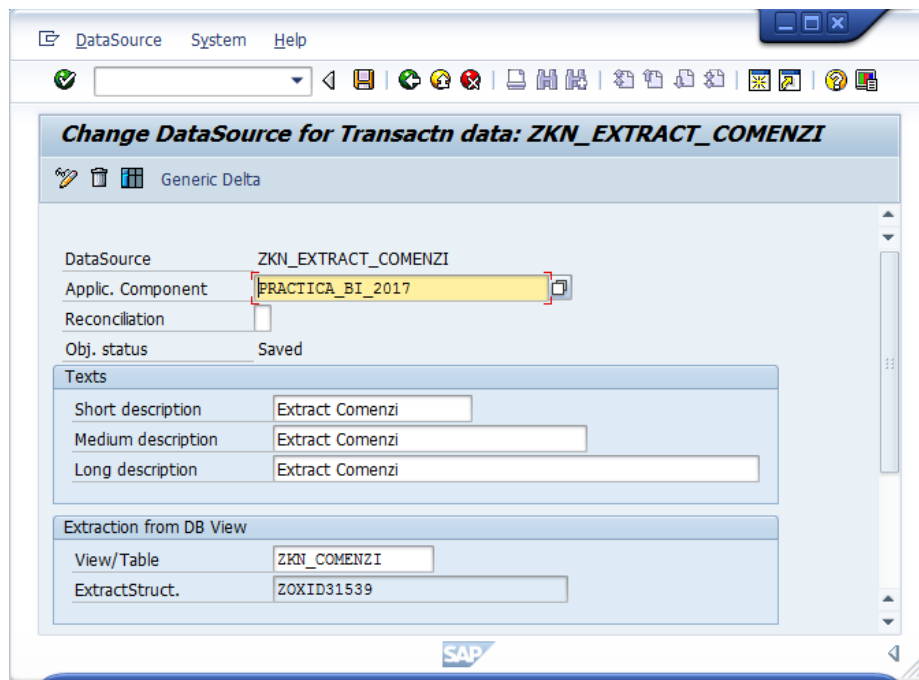 DataSource System Help
Change DataSource for Transactn data: ZKN_EXTRACT_COMENZI
Generic Delta
DataSource ZKN_EXTRACT_COMENZI
Applic. Component PRACTICA_BI_2017
Reconciliation
Obj. status Saved
Texts
Short description Extract Comenzi
Medium description Extract Comenzi
Long description Extract Comenzi
Extraction from DB View
View/Table ZKN_COMENZI
ExtractStruct. ZOXID31539
SAP